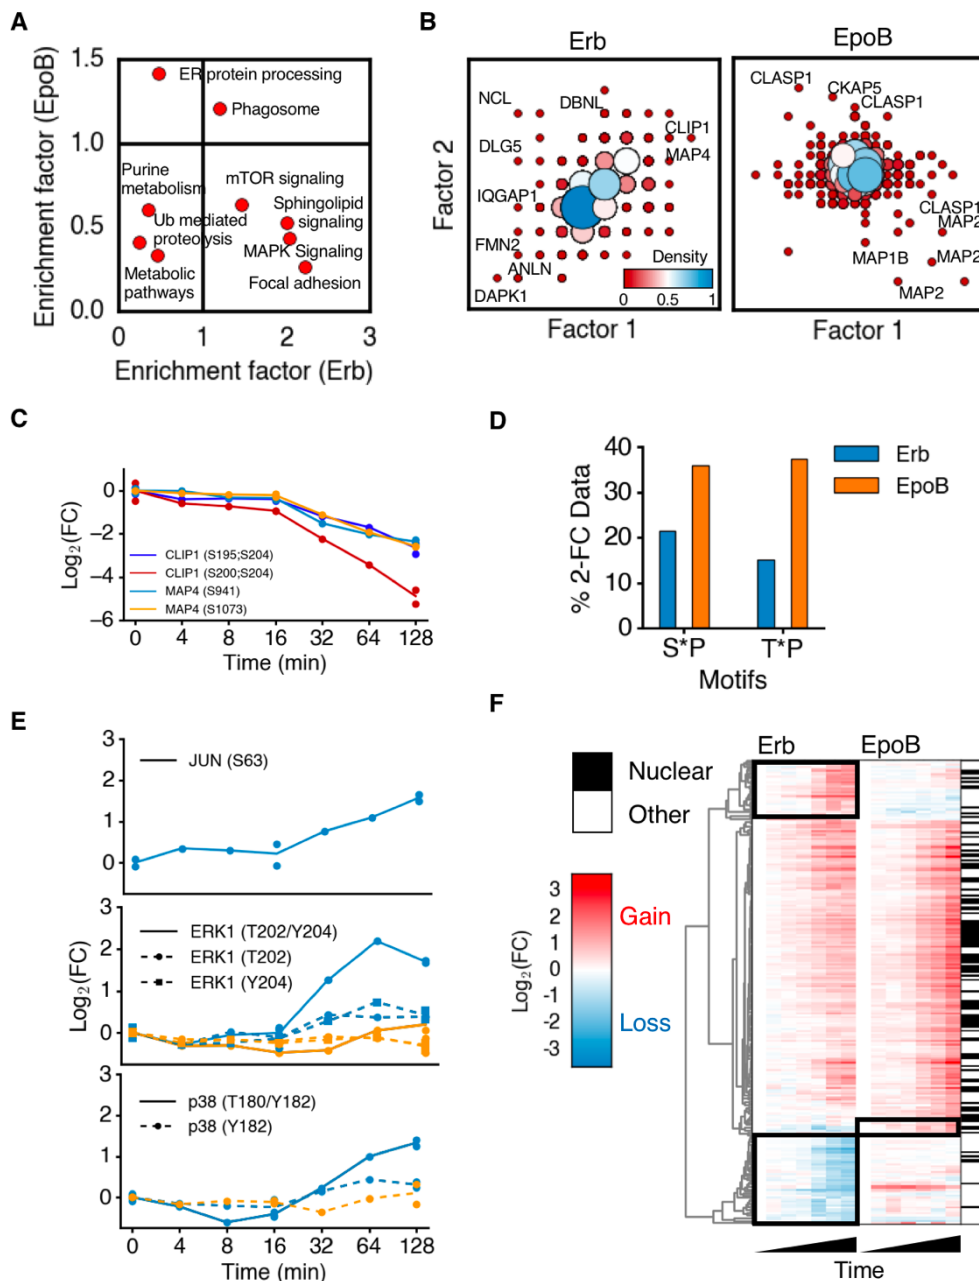 A
Enrichment factor (EpoB)
1.5
1.0
0.5
0.0
ER protein processing
Phagosome
Purine
metabolism
mTOR signaling
Sphingolipid
signaling
Ub mediated
proteolysis
MAPK Signaling
Metabolic
pathways
Focal adhesion
0 1 2 3
Enrichment factor (Erb)
B
Erb
EpoB
Factor 2
NCL
DBNL
CLIP1
DLG5
MAP4
IQGAP1
FMN2
ANLN
DAPK1
Density
0 0.5 1
Factor 1
CLASP1
CKAP5
CLASP1
CLASP1
MAP2
MAP1B
MAP2
MAP2
Factor 1
C
Log2(FC)
0
−2
−4
−6
CLIP1 (S195;S204)
CLIP1 (S200;S204)
MAP4 (S941)
MAP4 (S1073)
0 4 8 16 32 64 128
Time (min)
D
% 2-FC Data
40
30
20
10
0
Erb
EpoB
S*P T*P
Motifs
E
3
2
1
0
JUN (S63)
Log2(FC)
3
2
1
0
ERK1 (T202/Y204)
ERK1 (T202)
ERK1 (Y204)
3
2
1
0
p38 (T180/Y182)
p38 (Y182)
0 4 8 16 32 64 128
Time (min)
F
Erb EpoB
Nuclear
Other
Log2(FC)
3
2
1
0
-1
-2
-3
Gain
Loss
Time